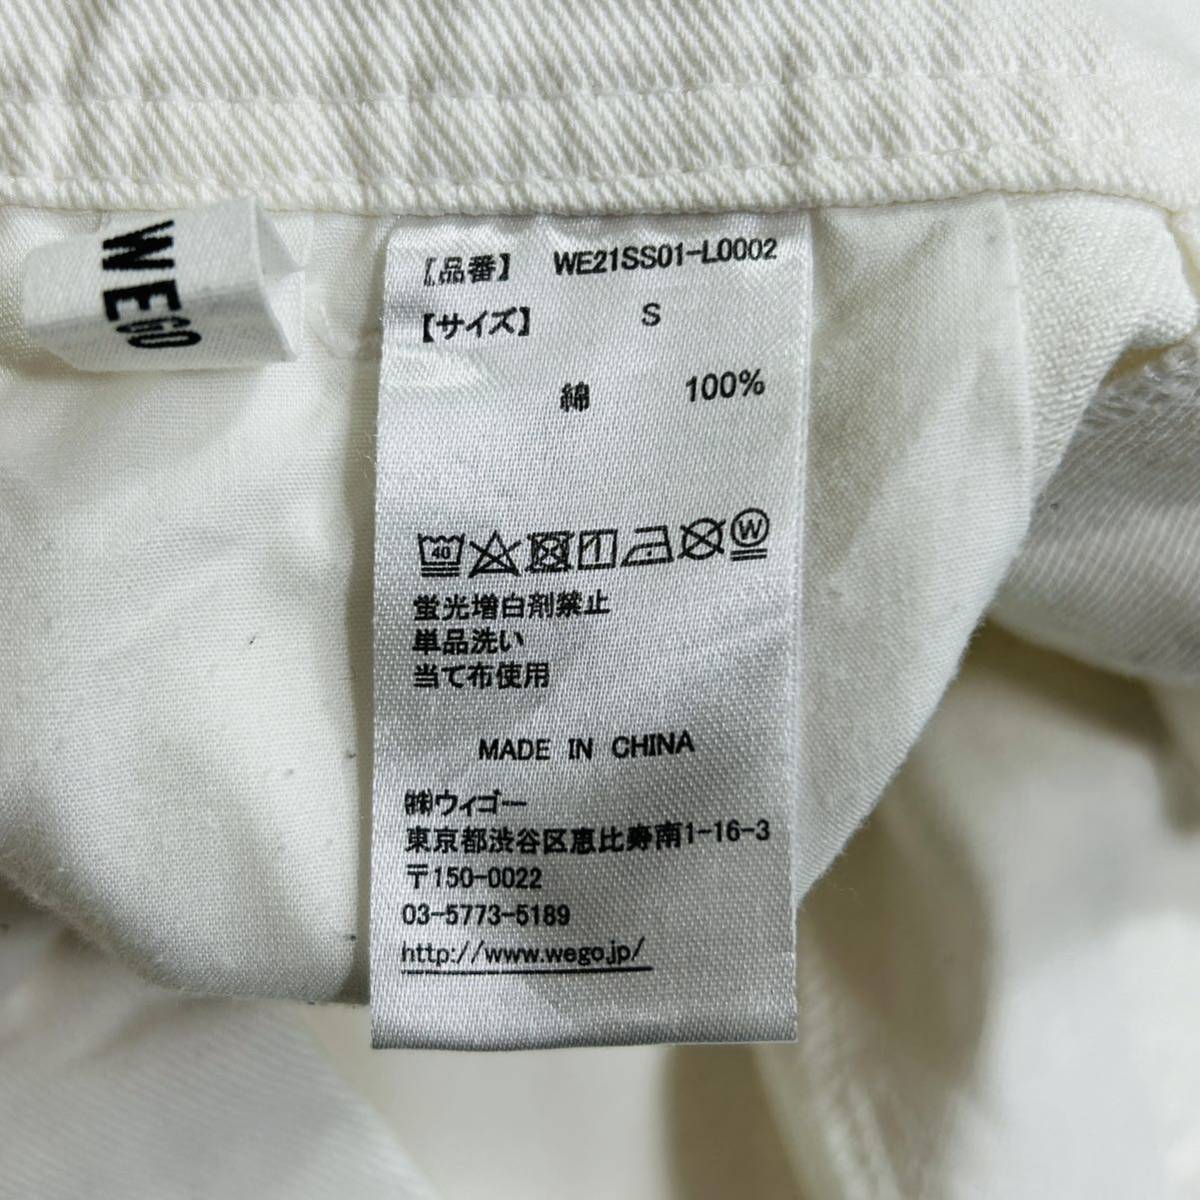 WEGO
【品番】 WE21SS01-L0002
【サイズ】 S
綿 100%
40 W
蛍光増白剤禁止
単品洗い
当て布使用
MADE IN CHINA
㈱ウィゴー
東京都渋谷区恵比寿南1-16-3
〒150-0022
03-5773-5189
http://www.wego.jp/